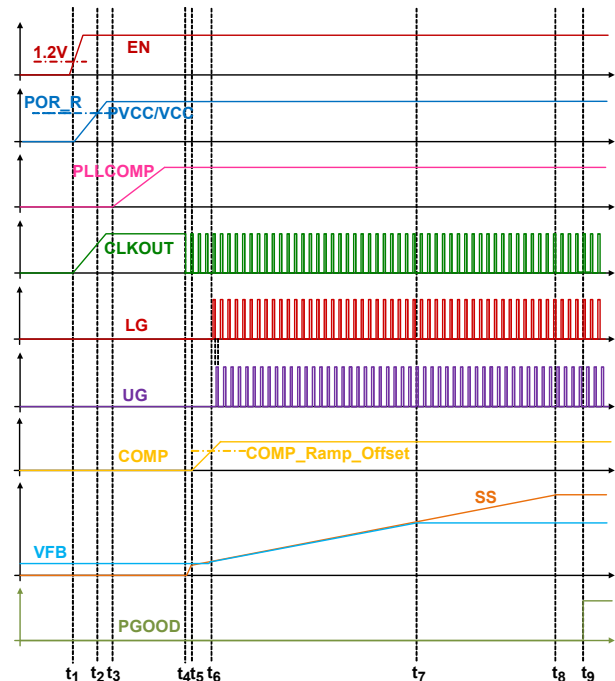 EN
1.2V
POR_R
PVCC/VCC
PLLCOMP
CLKOUT
LG
UG
COMP
COMP_Ramp_Offset
SS
VFB
PGOOD
t1 t2 t3 t4 t5 t6 t7 t8 t9